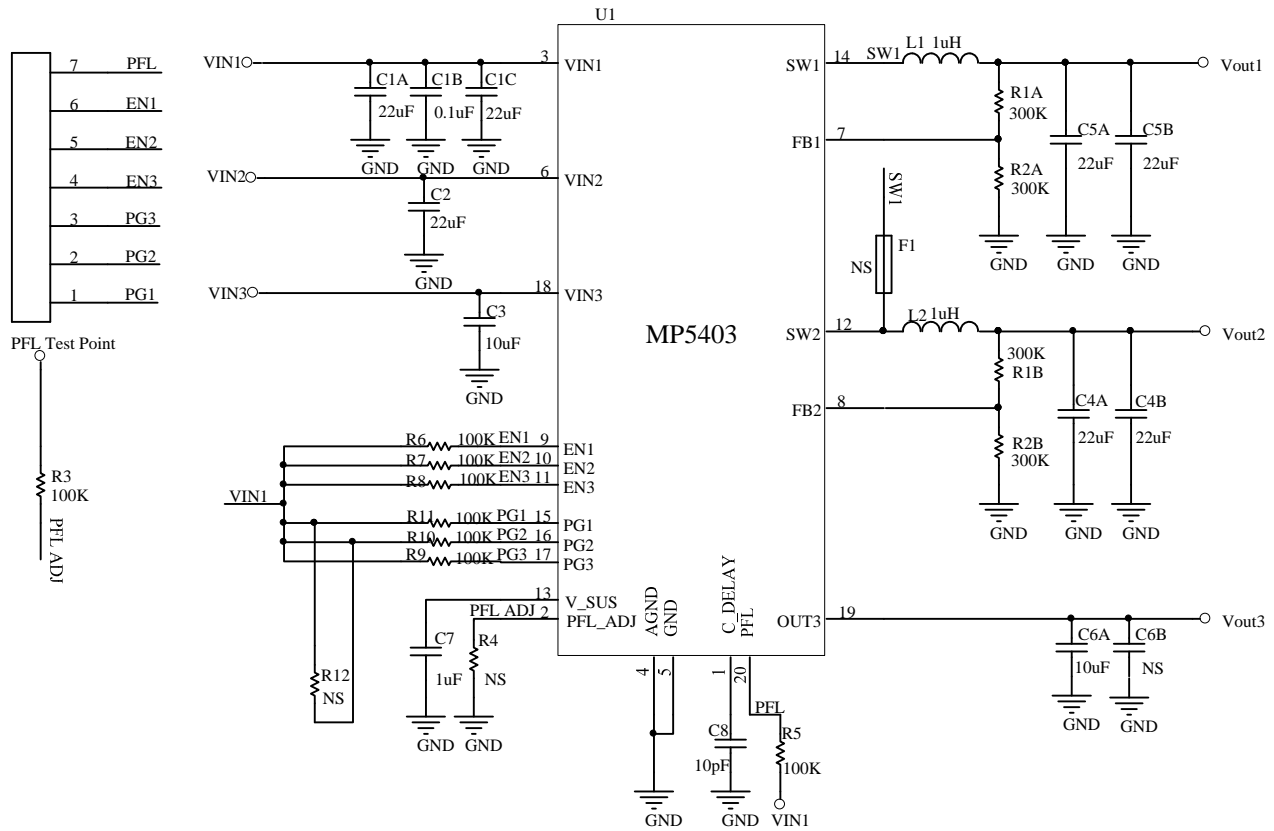 U1
7 PFL
6 EN1
5 EN2
4 EN3
3 PG3
2 PG2
1 PG1
PFL Test Point
R3
100K
PFL ADJ
VIN1
3
VIN1
C1A
22uF
C1B
0.1uF
C1C
22uF
GND
GND
GND
VIN2
6
VIN2
C2
22uF
GND
VIN3
18
VIN3
C3
10uF
GND
MP5403
R6 100K EN1 9 EN1
R7 100K EN2 10 EN2
R8 100K EN3 11 EN3
VIN1
R11 100K PG1 15 PG1
R10 100K PG2 16 PG2
R9 100K PG3 17 PG3
13
V_SUS
PFL ADJ 2
PFL_ADJ
C7
1uF
R4
NS
R12
NS
GND
GND
AGND
GND
4
5
GND
C_DELAY
PFL
1
20
PFL
C8
10pF
GND
R5
100K
VIN1
SW1
14 SW1 L1 1uH
Vout1
R1A
300K
FB1
7
R2A
300K
C5A
22uF
C5B
22uF
GND
GND
GND
SW1
F1
NS
SW2
12
L2 1uH
Vout2
300K
R1B
FB2
8
R2B
300K
C4A
22uF
C4B
22uF
GND
GND
GND
OUT3
19
Vout3
C6A
10uF
C6B
NS
GND
GND